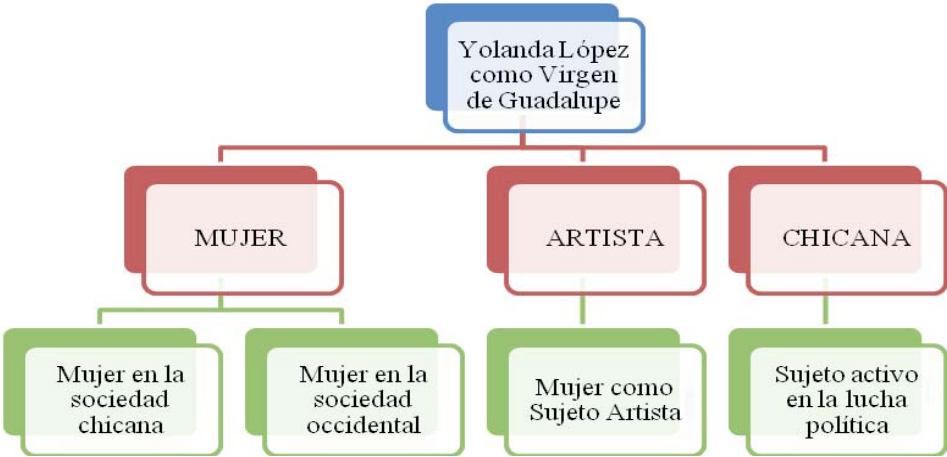 Yolanda López
como Virgen
de Guadalupe
MUJER
ARTISTA
CHICANA
Mujer en la
sociedad
chicana
Mujer en la
sociedad
occidental
Mujer como
Sujeto Artista
Sujeto activo
en la lucha
política